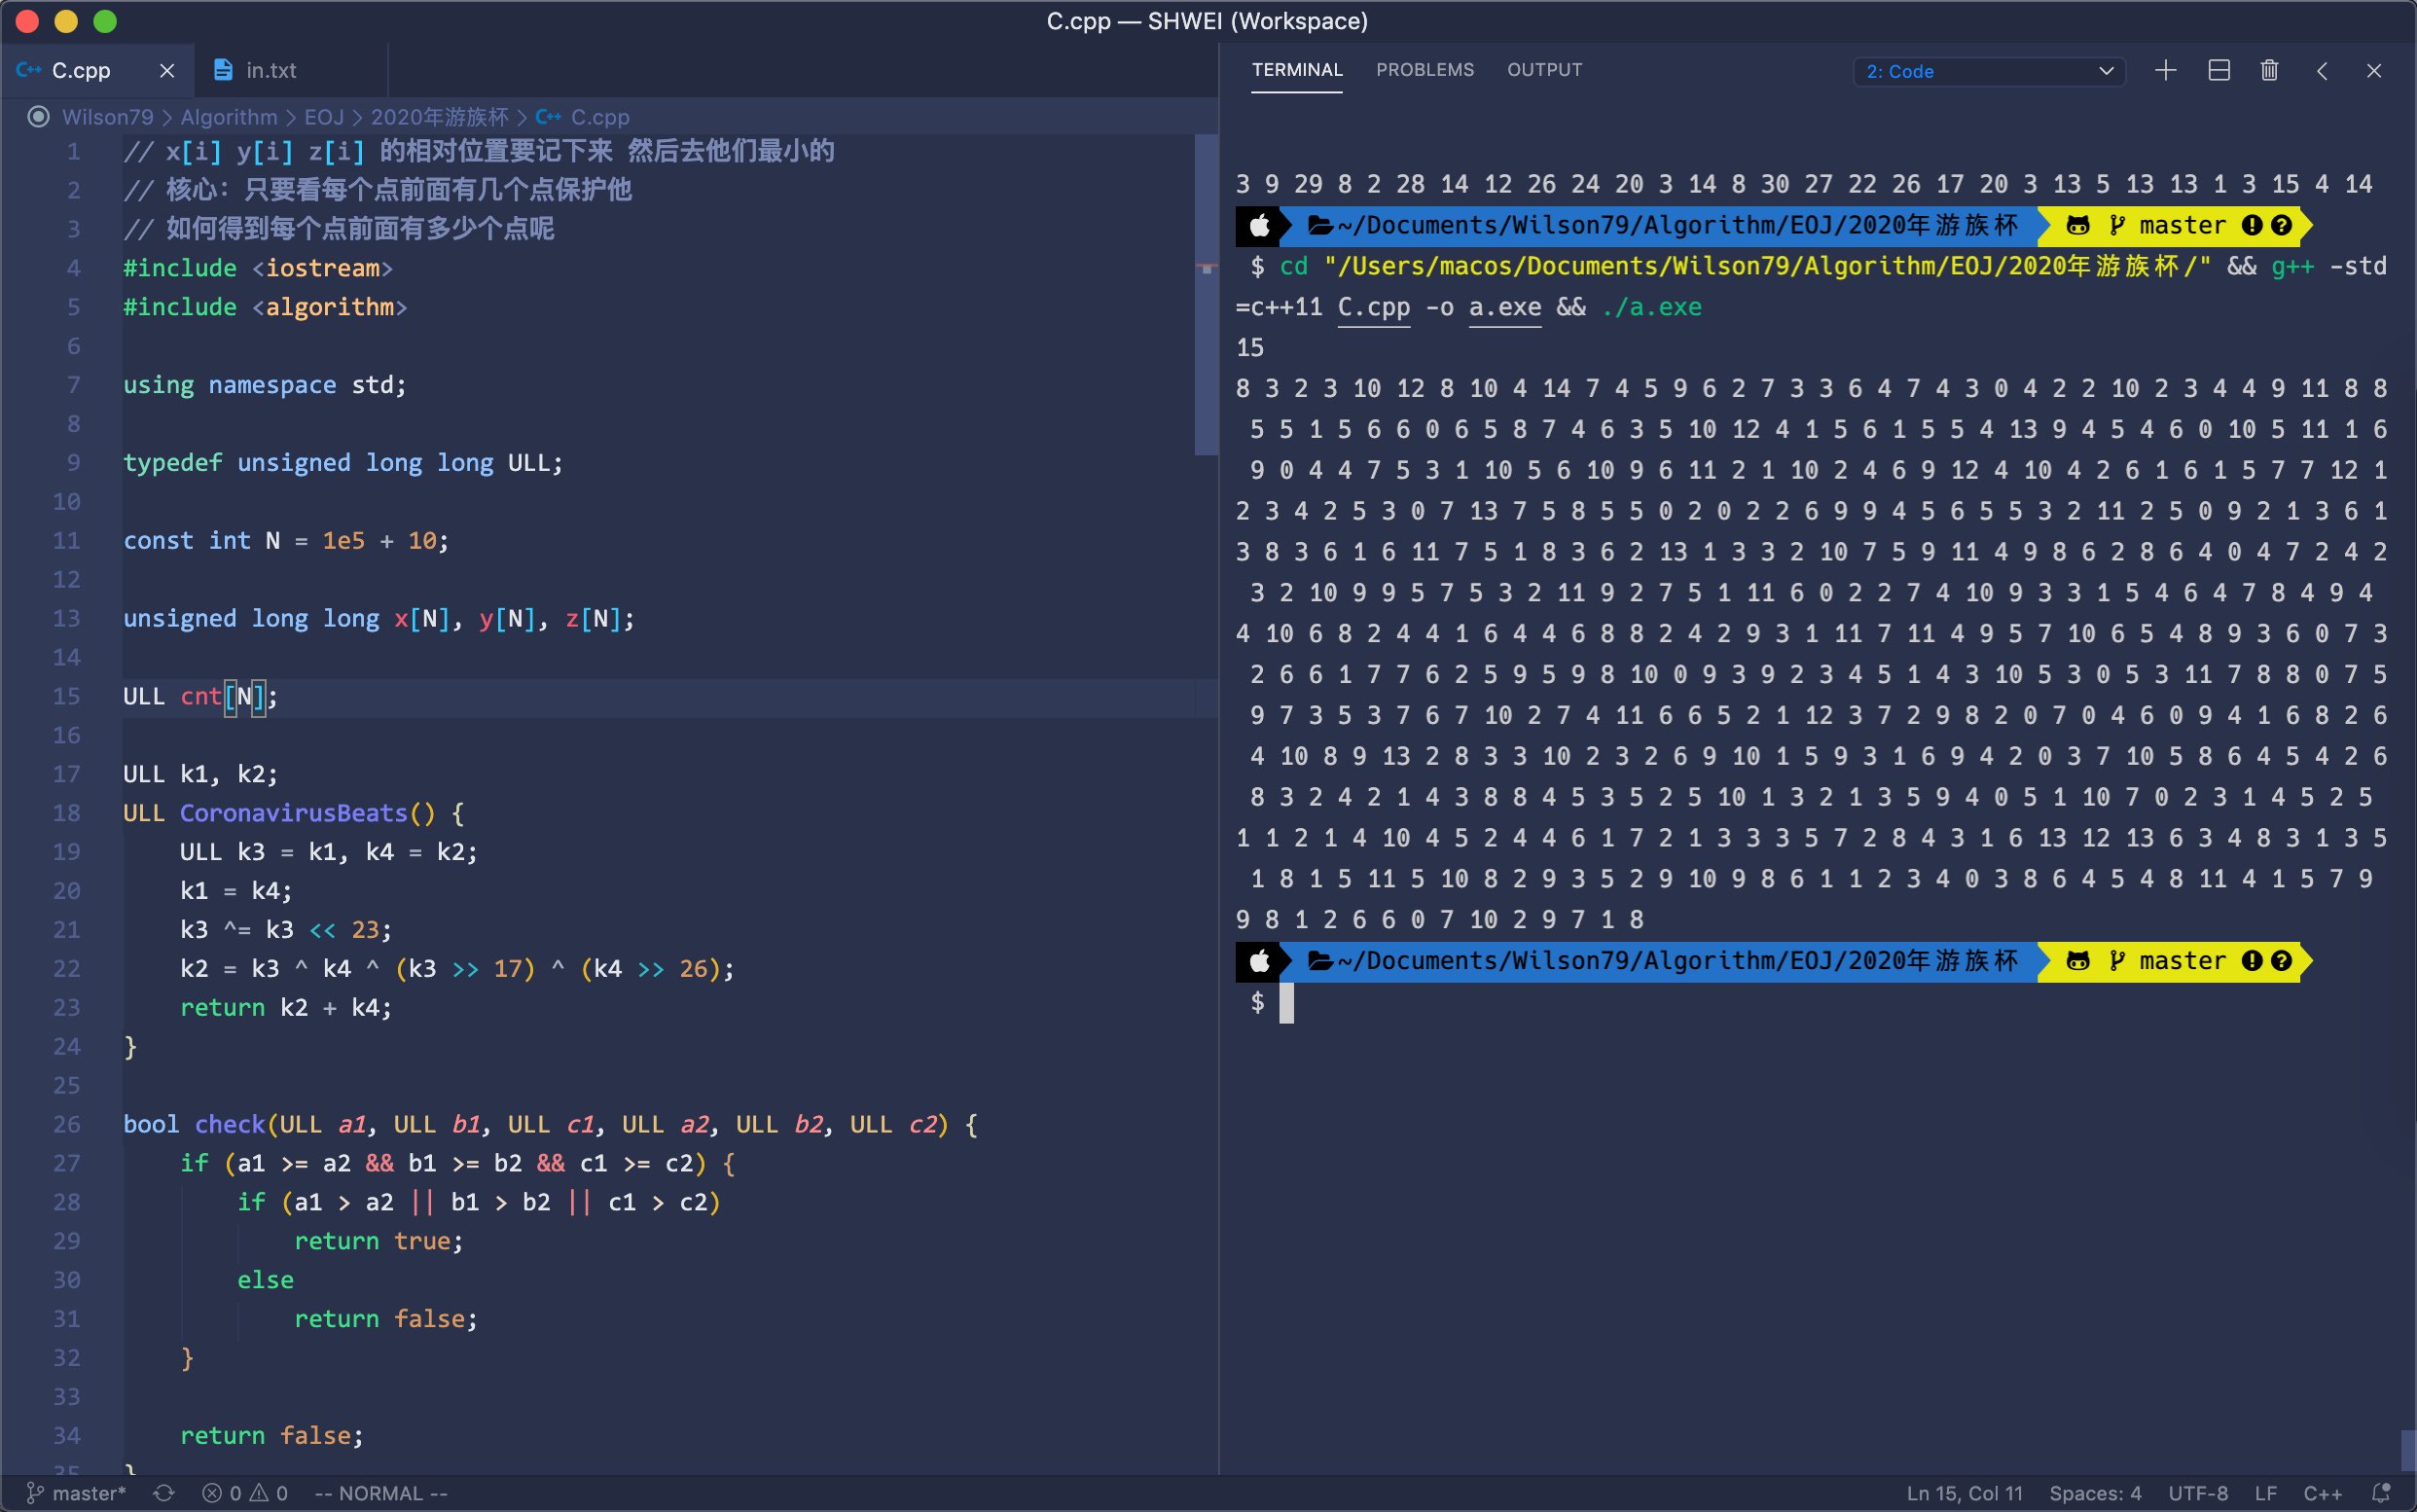 C.cpp — SHWEI (Workspace)
C.cpp
in.txt
Wilson79 > Algorithm > EOJ > 2020年游族杯 > C.cpp
1 // x[i] y[i] z[i] 的相对位置要记下来 然后去他们最小的
2 // 核心：只要看每个点前面有几个点保护他
3 // 如何得到每个点前面有多少个点呢
4 #include <iostream>
5 #include <algorithm>
6
7 using namespace std;
8
9 typedef unsigned long long ULL;
10
11 const int N = 1e5 + 10;
12
13 unsigned long long x[N], y[N], z[N];
14
15 ULL cnt[N];
16
17 ULL k1, k2;
18 ULL CoronavirusBeats() {
19     ULL k3 = k1, k4 = k2;
20     k1 = k4;
21     k3 ^= k3 << 23;
22     k2 = k3 ^ k4 ^ (k3 >> 17) ^ (k4 >> 26);
23     return k2 + k4;
24 }
25
26 bool check(ULL a1, ULL b1, ULL c1, ULL a2, ULL b2, ULL c2) {
27     if (a1 >= a2 && b1 >= b2 && c1 >= c2) {
28         if (a1 > a2 || b1 > b2 || c1 > c2)
29             return true;
30         else
31             return false;
32     }
33
34     return false;
35 }
TERMINAL PROBLEMS OUTPUT 2: Code
3 9 29 8 2 28 14 12 26 24 20 3 14 8 30 27 22 26 17 20 3 13 5 13 13 1 3 15 4 14
~/Documents/Wilson79/Algorithm/EOJ/2020年游族杯 master
$ cd "/Users/macos/Documents/Wilson79/Algorithm/EOJ/2020年游族杯/" && g++ -std
=c++11 C.cpp -o a.exe && ./a.exe
15
8 3 2 3 10 12 8 10 4 14 7 4 5 9 6 2 7 3 3 6 4 7 4 3 0 4 2 2 10 2 3 4 4 9 11 8 8
5 5 1 5 6 6 0 6 5 8 7 4 6 3 5 10 12 4 1 5 6 1 5 5 4 13 9 4 5 4 6 0 10 5 11 1 6
9 0 4 4 7 5 3 1 10 5 6 10 9 6 11 2 1 10 2 4 6 9 12 4 10 4 2 6 1 6 1 5 7 7 12 1
2 3 4 2 5 3 0 7 13 7 5 8 5 5 0 2 0 2 2 6 9 9 4 5 6 5 5 3 2 11 2 5 0 9 2 1 3 6 1
3 8 3 6 1 6 11 7 5 1 8 3 6 2 13 1 3 3 2 10 7 5 9 11 4 9 8 6 2 8 6 4 0 4 7 2 4 2
3 2 10 9 9 5 7 5 3 2 11 9 2 7 5 1 11 6 0 2 2 7 4 10 9 3 3 1 5 4 6 4 7 8 4 9 4
4 10 6 8 2 4 4 1 6 4 4 6 8 8 2 4 2 9 3 1 11 7 11 4 9 5 7 10 6 5 4 8 9 3 6 0 7 3
2 6 6 1 7 7 6 2 5 9 5 9 8 10 0 9 3 9 2 3 4 5 1 4 3 10 5 3 0 5 3 11 7 8 8 0 7 5
9 7 3 5 3 7 6 7 10 2 7 4 11 6 6 5 2 1 12 3 7 2 9 8 2 0 7 0 4 6 0 9 4 1 6 8 2 6
4 10 8 9 13 2 8 3 3 10 2 3 2 6 9 10 1 5 9 3 1 6 9 4 2 0 3 7 10 5 8 6 4 5 4 2 6
8 3 2 4 2 1 4 3 8 8 4 5 3 5 2 5 10 1 3 2 1 3 5 9 4 0 5 1 10 7 0 2 3 1 4 5 2 5
1 1 2 1 4 10 4 5 2 4 4 6 1 7 2 1 3 3 3 5 7 2 8 4 3 1 6 13 12 13 6 3 4 8 3 1 3 5
1 8 1 5 11 5 10 8 2 9 3 5 2 9 10 9 8 6 1 1 2 3 4 0 3 8 6 4 5 4 8 11 4 1 5 7 9
9 8 1 2 6 6 0 7 10 2 9 7 1 8
~/Documents/Wilson79/Algorithm/EOJ/2020年游族杯 master
$
master* 0 0 -- NORMAL -- Ln 15, Col 11 Spaces: 4 UTF-8 LF C++